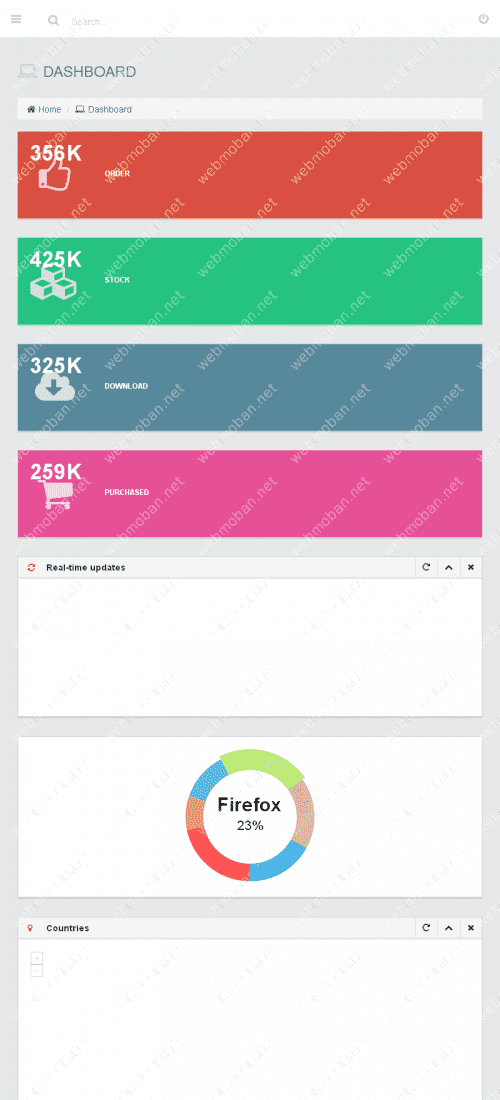 Search...
DASHBOARD
Home / Dashboard
356K
ORDER
425K
STOCK
325K
DOWNLOAD
259K
PURCHASED
Real-time updates
Firefox
23%
Countries
+
−
webmoban.net